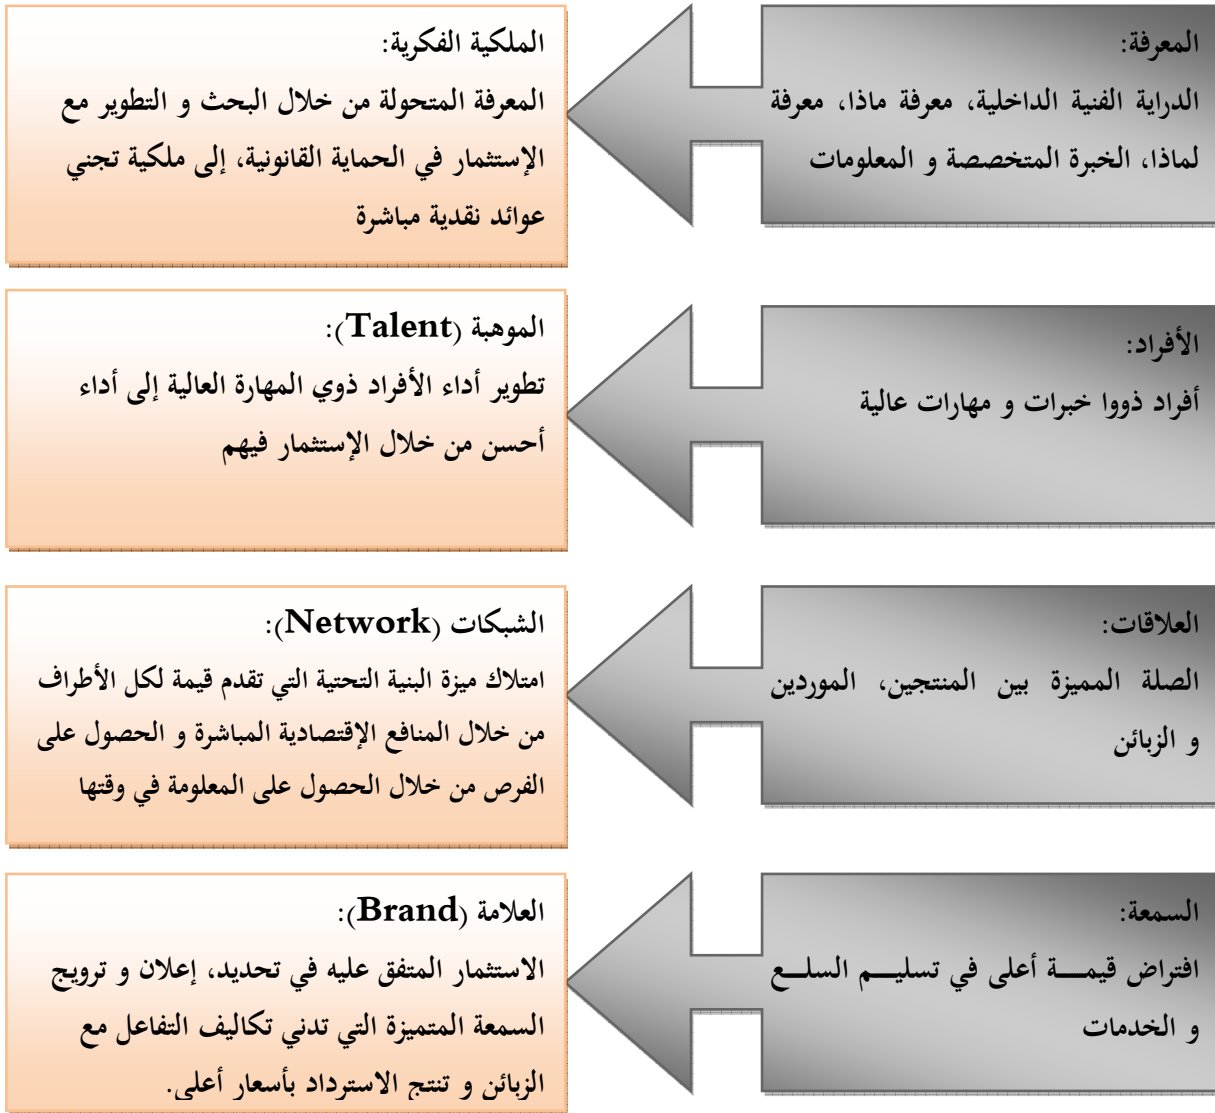 المعرفة:
الدراية الفنية الداخلية، معرفة ماذا، معرفة
لماذا، الخبرة المتخصصة و المعلومات
الملكية الفكرية:
المعرفة المتحولة من خلال البحث و التطوير مع
الإستثمار في الحماية القانونية، إلى ملكية تجني
عوائد نقدية مباشرة
الأفراد:
أفراد ذووا خبرات و مهارات عالية
الموهبة (Talent):
تطوير أداء الأفراد ذوي المهارة العالية إلى أداء
أحسن من خلال الإستثمار فيهم
العلاقات:
الصلة المميزة بين المنتجين، الموردين
و الزبائن
الشبكات (Network):
امتلاك ميزة البنية التحتية التي تقدم قيمة لكل الأطراف
من خلال المنافع الإقتصادية المباشرة و الحصول على
الفرص من خلال الحصول على المعلومة في وقتها
السمعة:
افتراض قيمــة أعلى في تسليــم السلــع
و الخدمات
العلامة (Brand):
الاستثمار المتفق عليه في تحديد، إعلان و ترويج
السمعة المتميزة التي تدني تكاليف التفاعل مع
الزبائن و تنتج الاسترداد بأسعار أعلى.